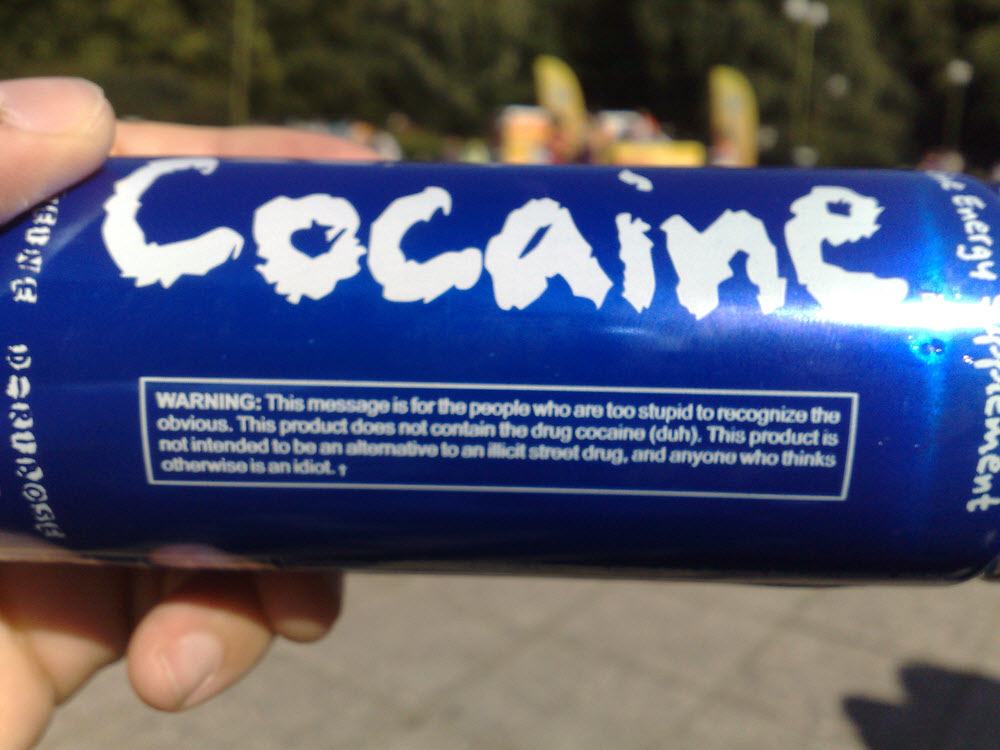 Cocaine
WARNING: This message is for the people who are too stupid to recognize the
obvious. This product does not contain the drug cocaine (duh). This product is
not intended to be an alternative to an illicit street drug, and anyone who thinks
otherwise is an idiot. †
Energy Supplement